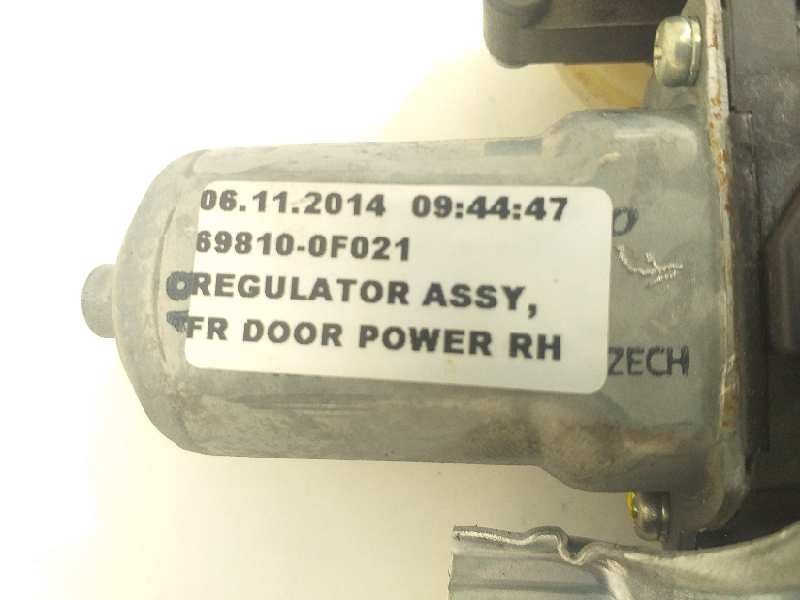 06.11.2014 09:44:47
69810-0F021
REGULATOR ASSY,
FR DOOR POWER RH
ZECH